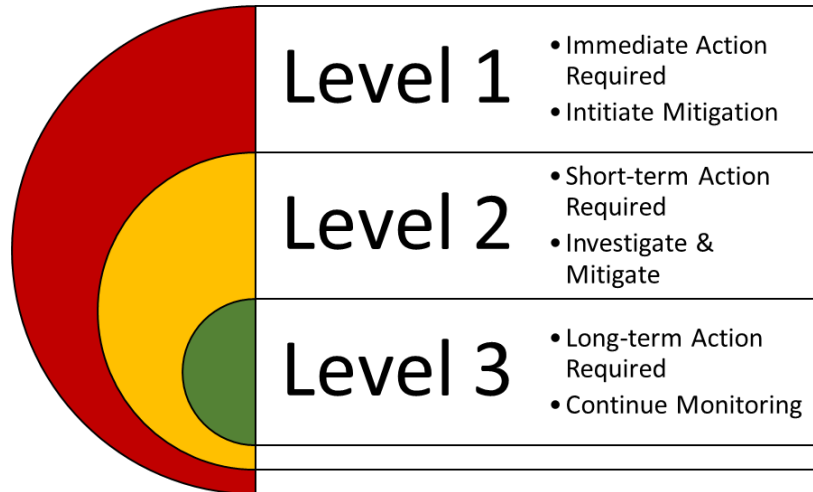 Level 1
• Immediate Action
Required
• Intitiate Mitigation
Level 2
• Short-term Action
Required
• Investigate &
Mitigate
Level 3
• Long-term Action
Required
• Continue Monitoring